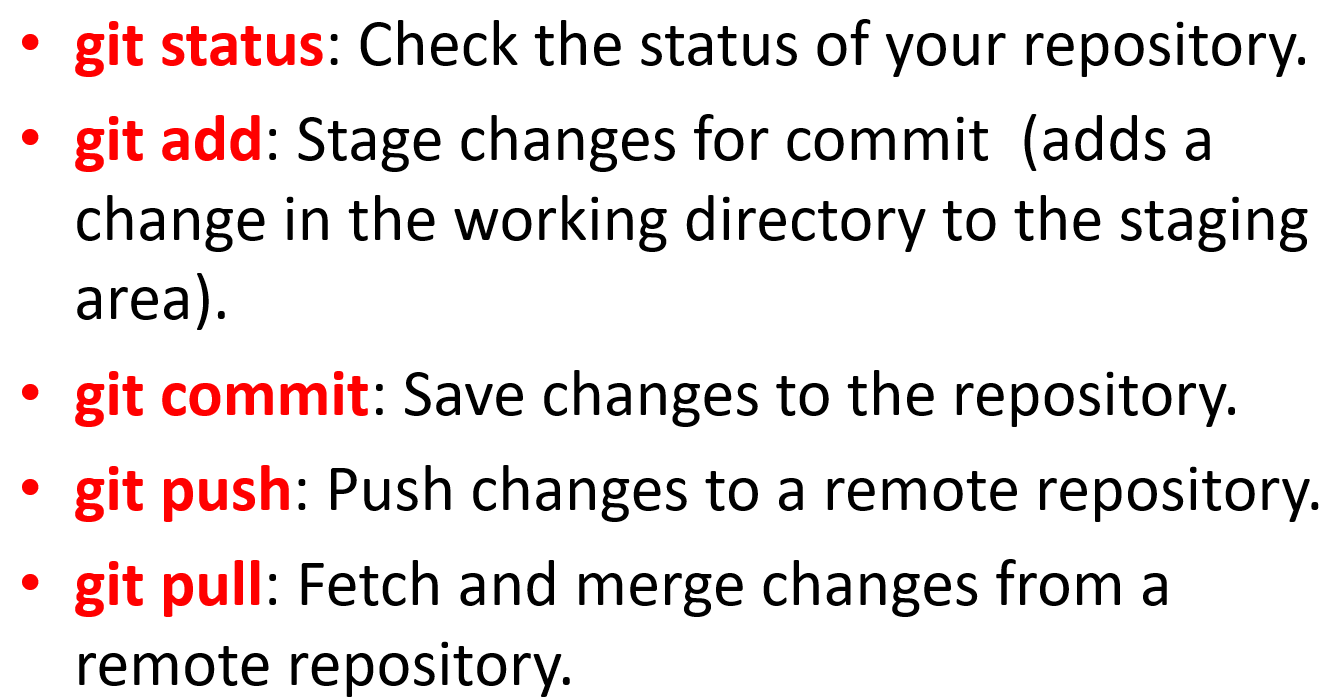 • git status: Check the status of your repository.
• git add: Stage changes for commit  (adds a
change in the working directory to the staging
area).
• git commit: Save changes to the repository.
• git push: Push changes to a remote repository.
• git pull: Fetch and merge changes from a
remote repository.